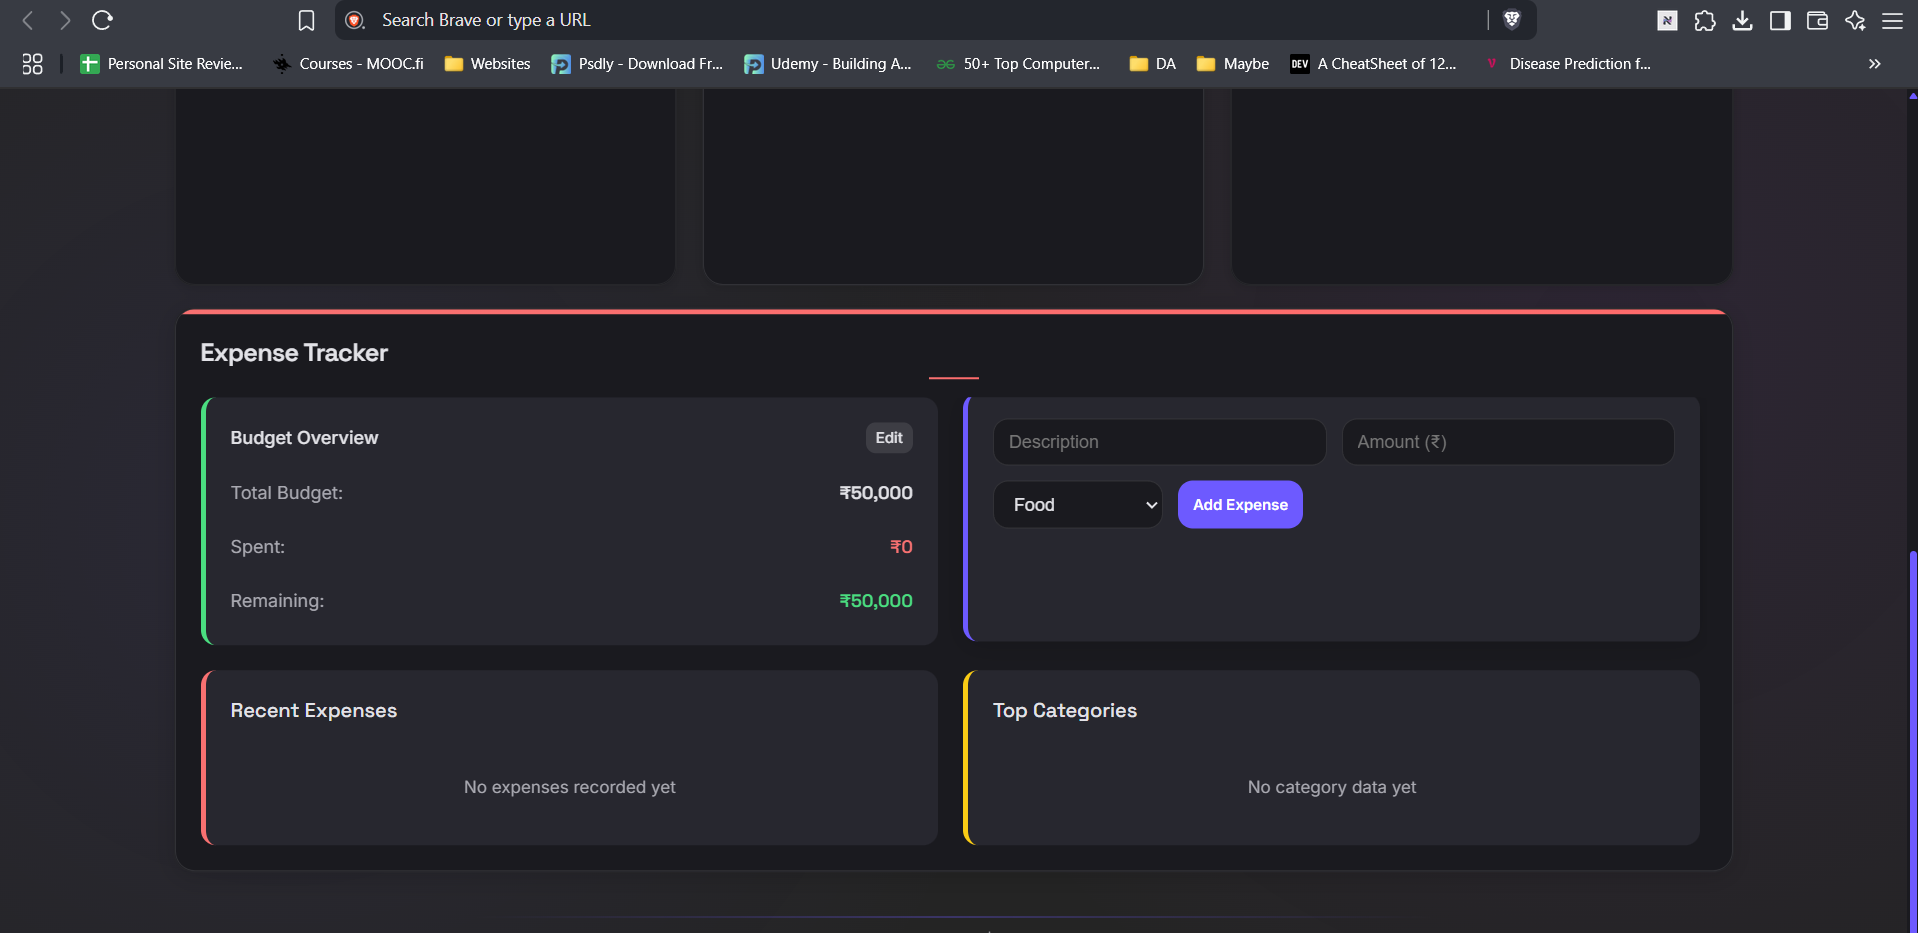 Search Brave or type a URL
Personal Site Revie...
Courses - MOOC.fi
Websites
Psdly - Download Fr...
Udemy - Building A...
50+ Top Computer...
DA
Maybe
DEV
A CheatSheet of 12...
Disease Prediction f...
Expense Tracker
Budget Overview
Edit
Total Budget:
₹50,000
Spent:
₹0
Remaining:
₹50,000
Description
Amount (₹)
Food
Add Expense
Recent Expenses
No expenses recorded yet
Top Categories
No category data yet